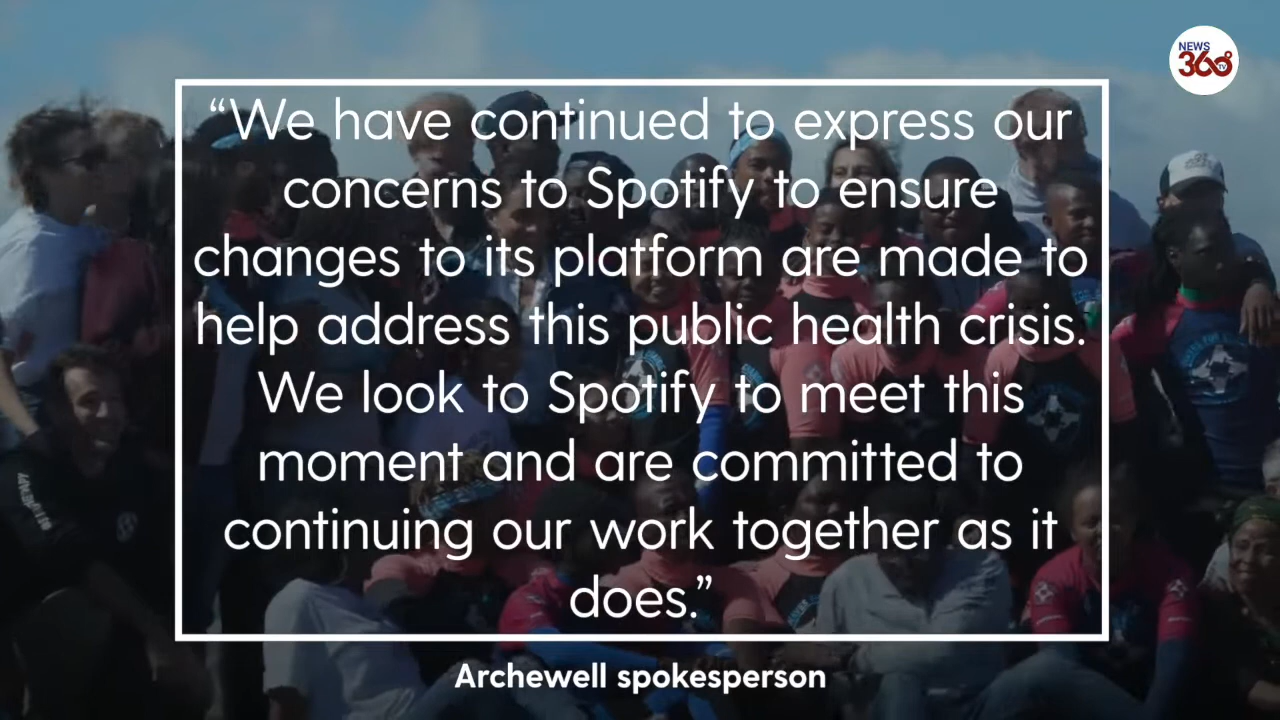 NEWS
360°
TV
“We have continued to express our
concerns to Spotify to ensure
changes to its platform are made to
help address this public health crisis.
We look to Spotify to meet this
moment and are committed to
continuing our work together as it
does.”
Archewell spokesperson